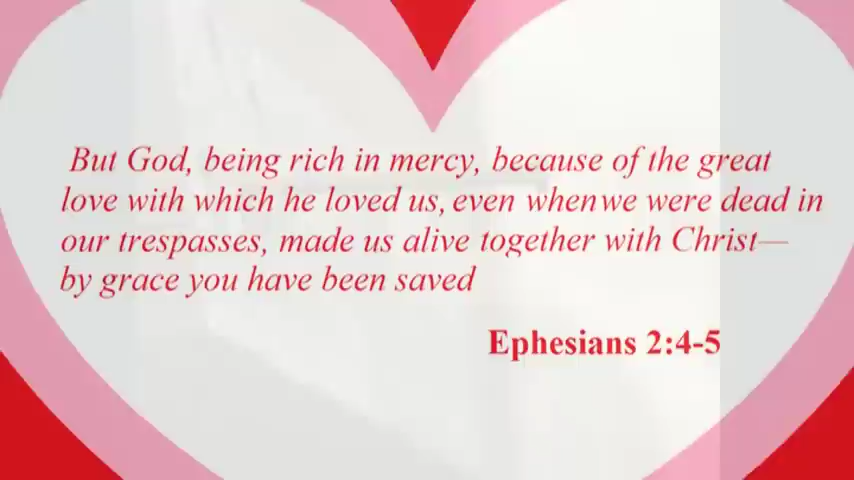 But God, being rich in mercy, because of the great
love with which he loved us, even when we were dead in
our trespasses, made us alive together with Christ—
by grace you have been saved
Ephesians 2:4-5